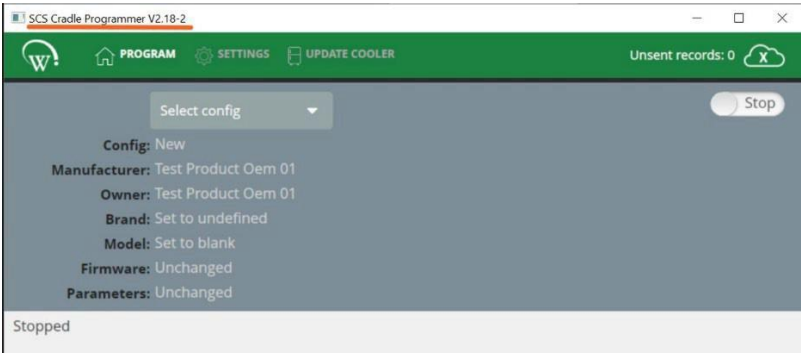 SCS Cradle Programmer V2.18-2
W! PROGRAM SETTINGS UPDATE COOLER Unsent records: 0 X
Select config Stop
Config: New
Manufacturer: Test Product Oem 01
Owner: Test Product Oem 01
Brand: Set to undefined
Model: Set to blank
Firmware: Unchanged
Parameters: Unchanged
Stopped